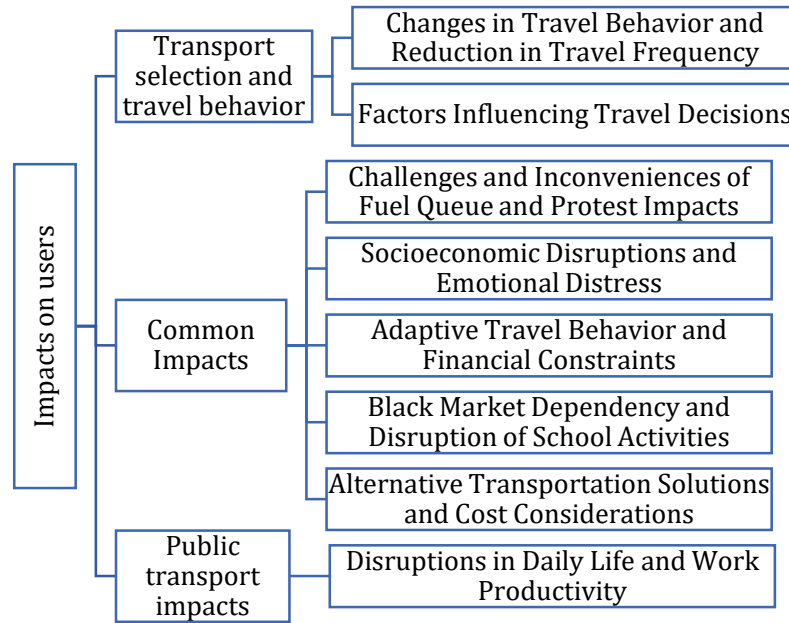 Impacts on users
Transport
selection and
travel behavior
Changes in Travel Behavior and
Reduction in Travel Frequency
Factors Influencing Travel Decisions
Common
Impacts
Challenges and Inconveniences of
Fuel Queue and Protest Impacts
Socioeconomic Disruptions and
Emotional Distress
Adaptive Travel Behavior and
Financial Constraints
Black Market Dependency and
Disruption of School Activities
Alternative Transportation Solutions
and Cost Considerations
Public
transport
impacts
Disruptions in Daily Life and Work
Productivity